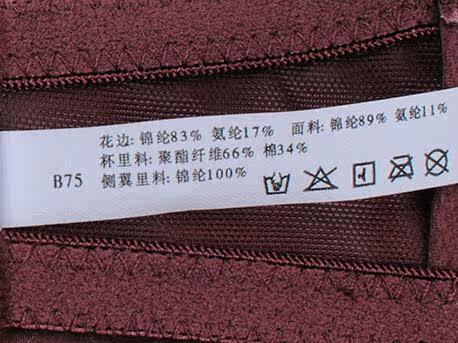 花边: 锦纶83% 氨纶17% 面料: 锦纶89% 氨纶11%
杯里料: 聚酯纤维66% 棉34%
B75 侧翼里料: 锦纶100%